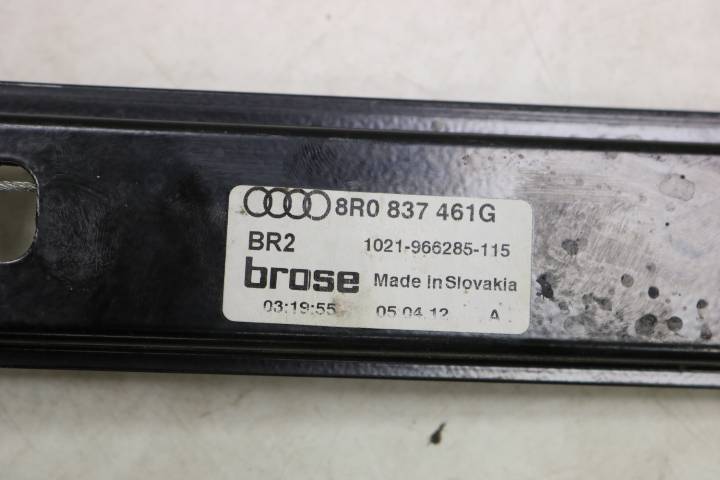 8R0 837 461G
BR2 1021-966285-115
brose Made in Slovakia
03:19:55 05.04.12 A